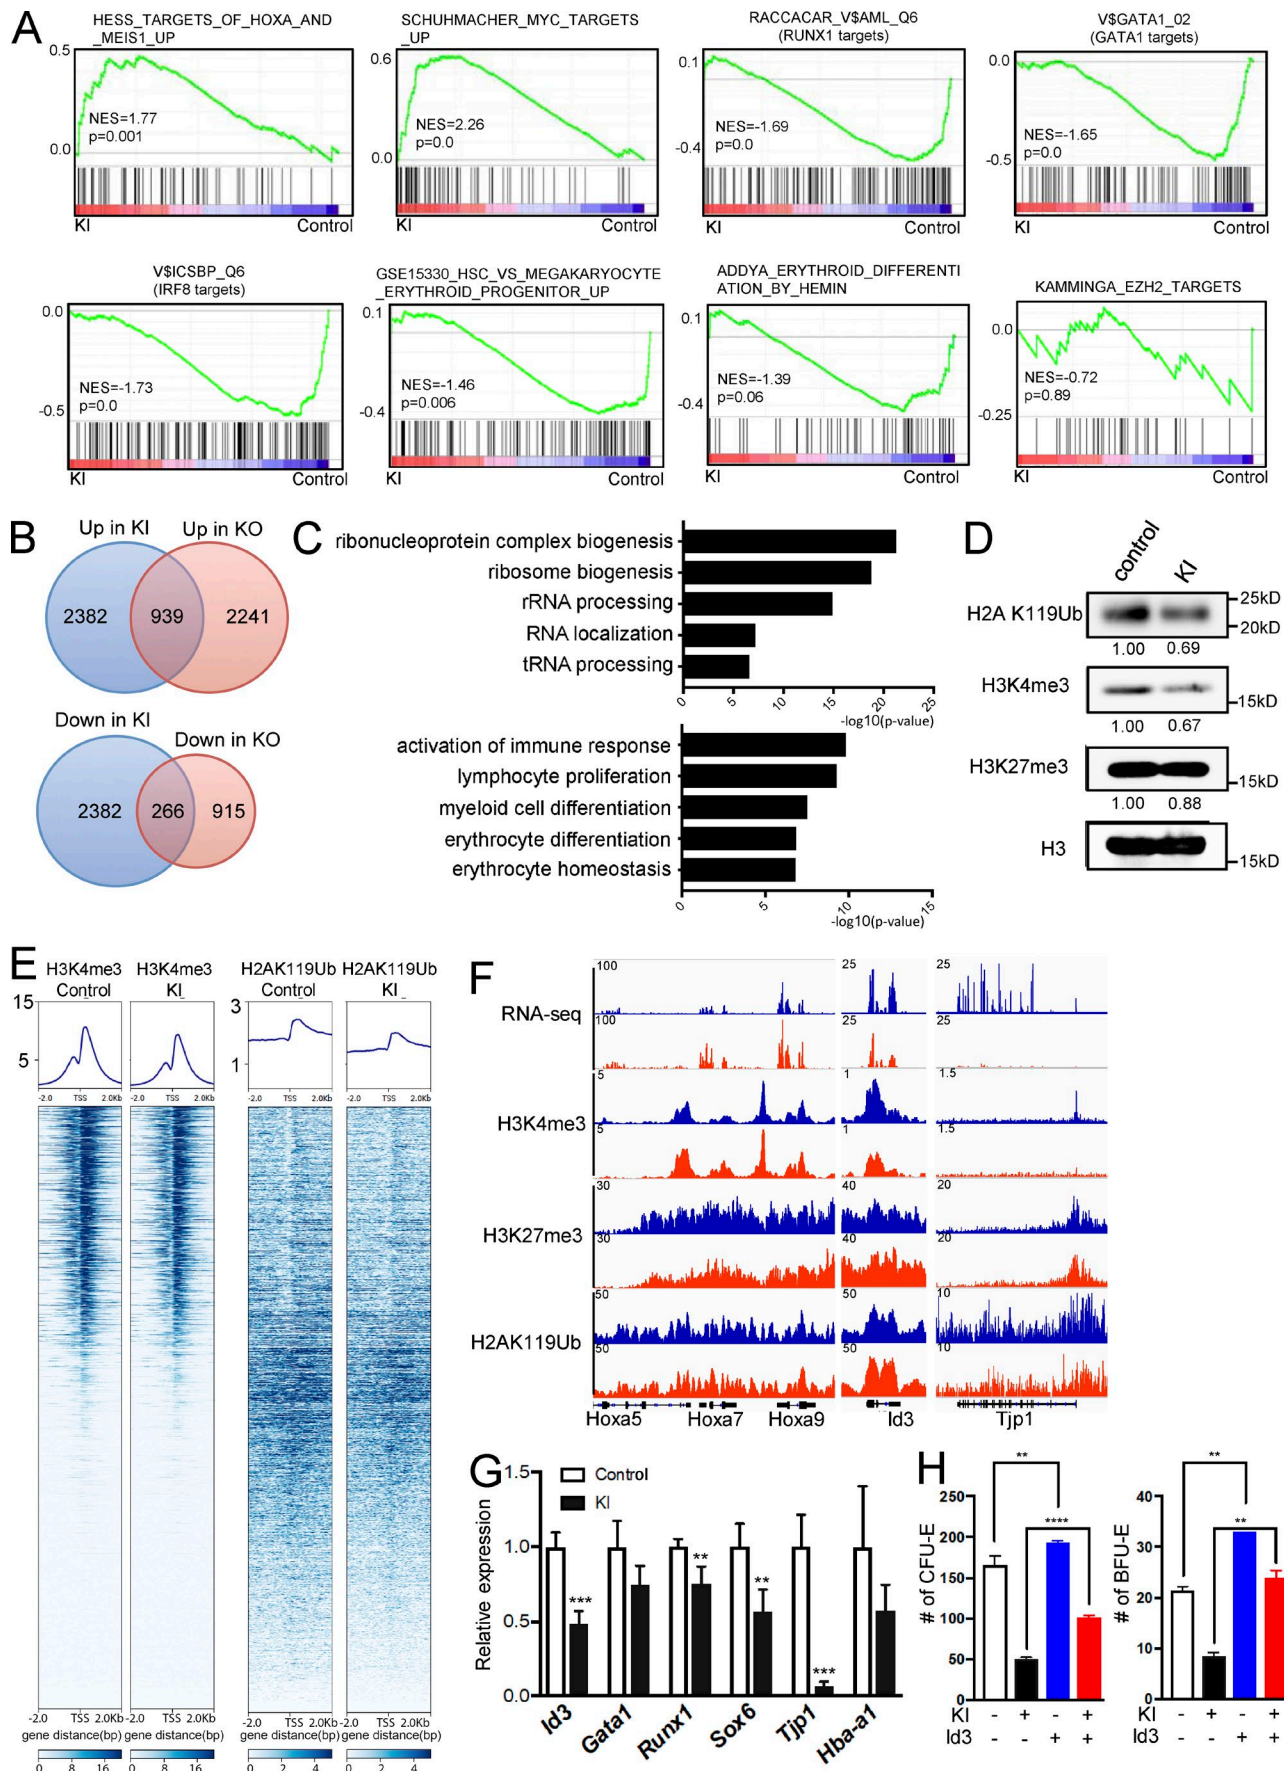 A
HESS_TARGETS_OF_HOXA_AND
_MEIS1_UP
0.5
0.0
NES=1.77
p=0.001
KI
Control
SCHUHMACHER_MYC_TARGETS
_UP
0.6
0.0
NES=2.26
p=0.0
KI
Control
RACCACAR_V$AML_Q6
(RUNX1 targets)
0.1
-0.4
NES=-1.69
p=0.0
KI
Control
V$GATA1_02
(GATA1 targets)
0.0
-0.5
NES=-1.65
p=0.0
KI
Control
V$ICSBP_Q6
(IRF8 targets)
0.0
-0.5
NES=-1.73
p=0.0
KI
Control
GSE15330_HSC_VS_MEGAKARYOCYTE
_ERYTHROID_PROGENITOR_UP
0.1
-0.4
NES=-1.46
p=0.006
KI
Control
ADDYA_ERYTHROID_DIFFERENTI
ATION_BY_HEMIN
0.1
-0.4
NES=-1.39
p=0.06
KI
Control
KAMMINGA_EZH2_TARGETS
0.0
-0.25
NES=-0.72
p=0.89
KI
Control
B
Up in KI
Up in KO
2382
939
2241
Down in KI
Down in KO
2382
266
915
C
ribonucleoprotein complex biogenesis
ribosome biogenesis
rRNA processing
RNA localization
tRNA processing
0 5 10 15 20 25
-log10(p-value)
activation of immune response
lymphocyte proliferation
myeloid cell differentiation
erythrocyte differentiation
erythrocyte homeostasis
0 5 10 15
-log10(p-value)
D
control
KI
H2A K119Ub
25kD
20kD
1.00 0.69
H3K4me3
15kD
1.00 0.67
H3K27me3
15kD
1.00 0.88
H3
15kD
E
H3K4me3 H3K4me3 H2AK119Ub H2AK119Ub
Control KI Control KI
15
5
3
1
-2.0 TSS 2.0Kb -2.0 TSS 2.0Kb -2.0 TSS 2.0Kb -2.0 TSS 2.0Kb
-2.0 TSS 2.0Kb -2.0 TSS 2.0Kb -2.0 TSS 2.0Kb -2.0 TSS 2.0Kb
gene distance(bp) gene distance(bp) gene distance(bp) gene distance(bp)
0 8 16 0 8 16 0 2 4 0 2 4
F
RNA-seq
100 25 25
100 25 25
H3K4me3
5 1 1.5
5 1 1.5
H3K27me3
30 40 20
30 40 20
H2AK119Ub
50 50 10
50 50 10
Hoxa5 Hoxa7 Hoxa9 Id3 Tjp1
G
Relative expression
1.5
1.0
0.5
0.0
Control
KI
***
**
**
***
Id3 Gata1 Runx1 Sox6 Tjp1 Hba-a1
H
# of CFU-E
250
200
150
100
50
0
**
****
KI - + - +
Id3 - - + +
# of BFU-E
40
30
20
10
0
**
**
- + - +
- - + +